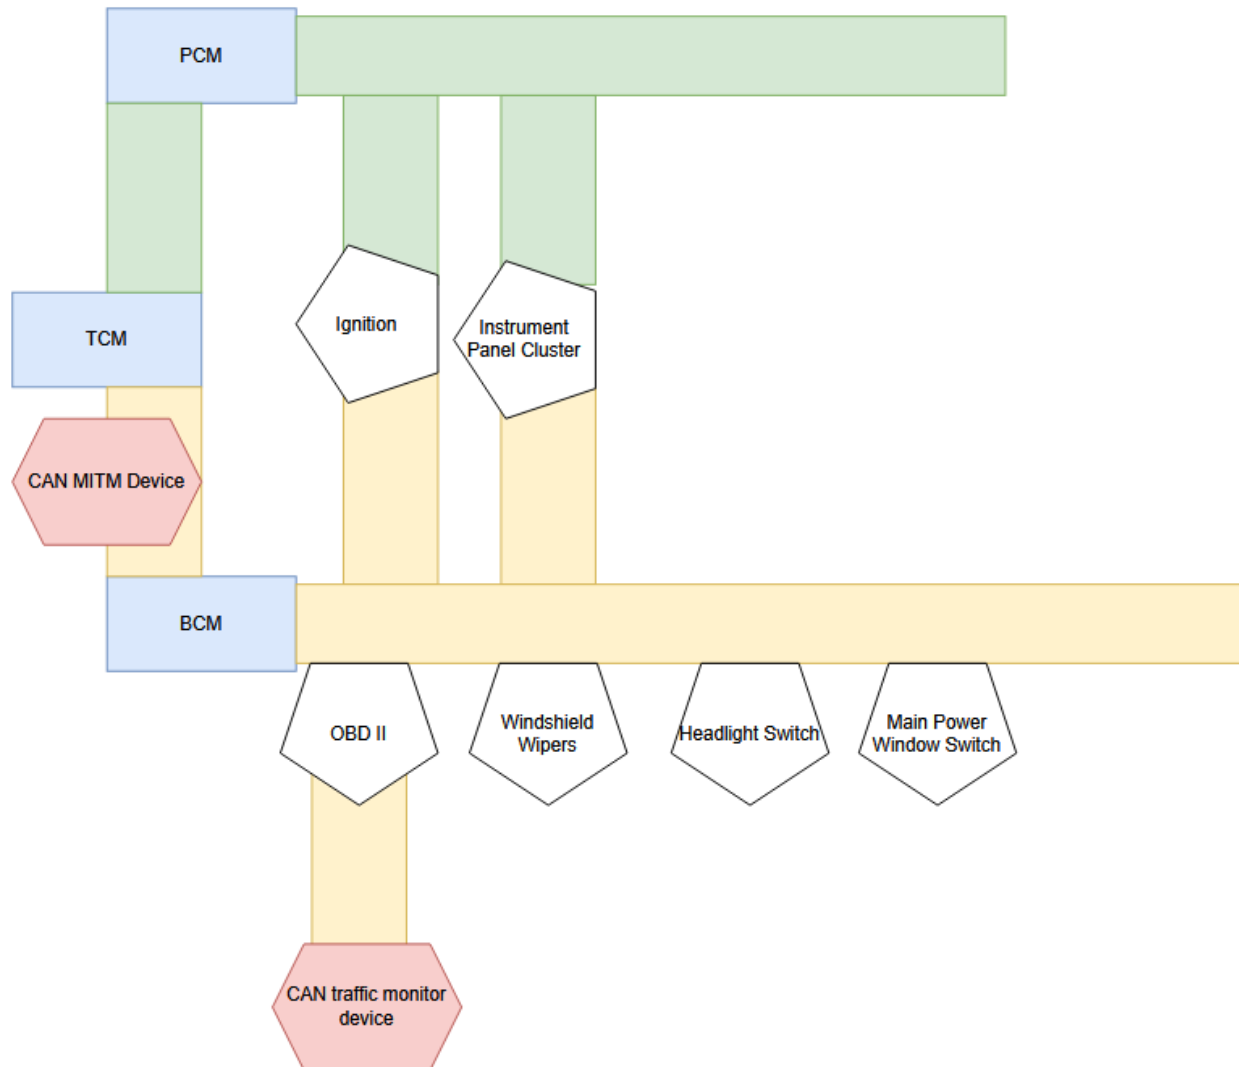 PCM
TCM
Ignition
Instrument
Panel Cluster
CAN MITM Device
BCM
OBD II
Windshield
Wipers
Headlight Switch
Main Power
Window Switch
CAN traffic monitor
device